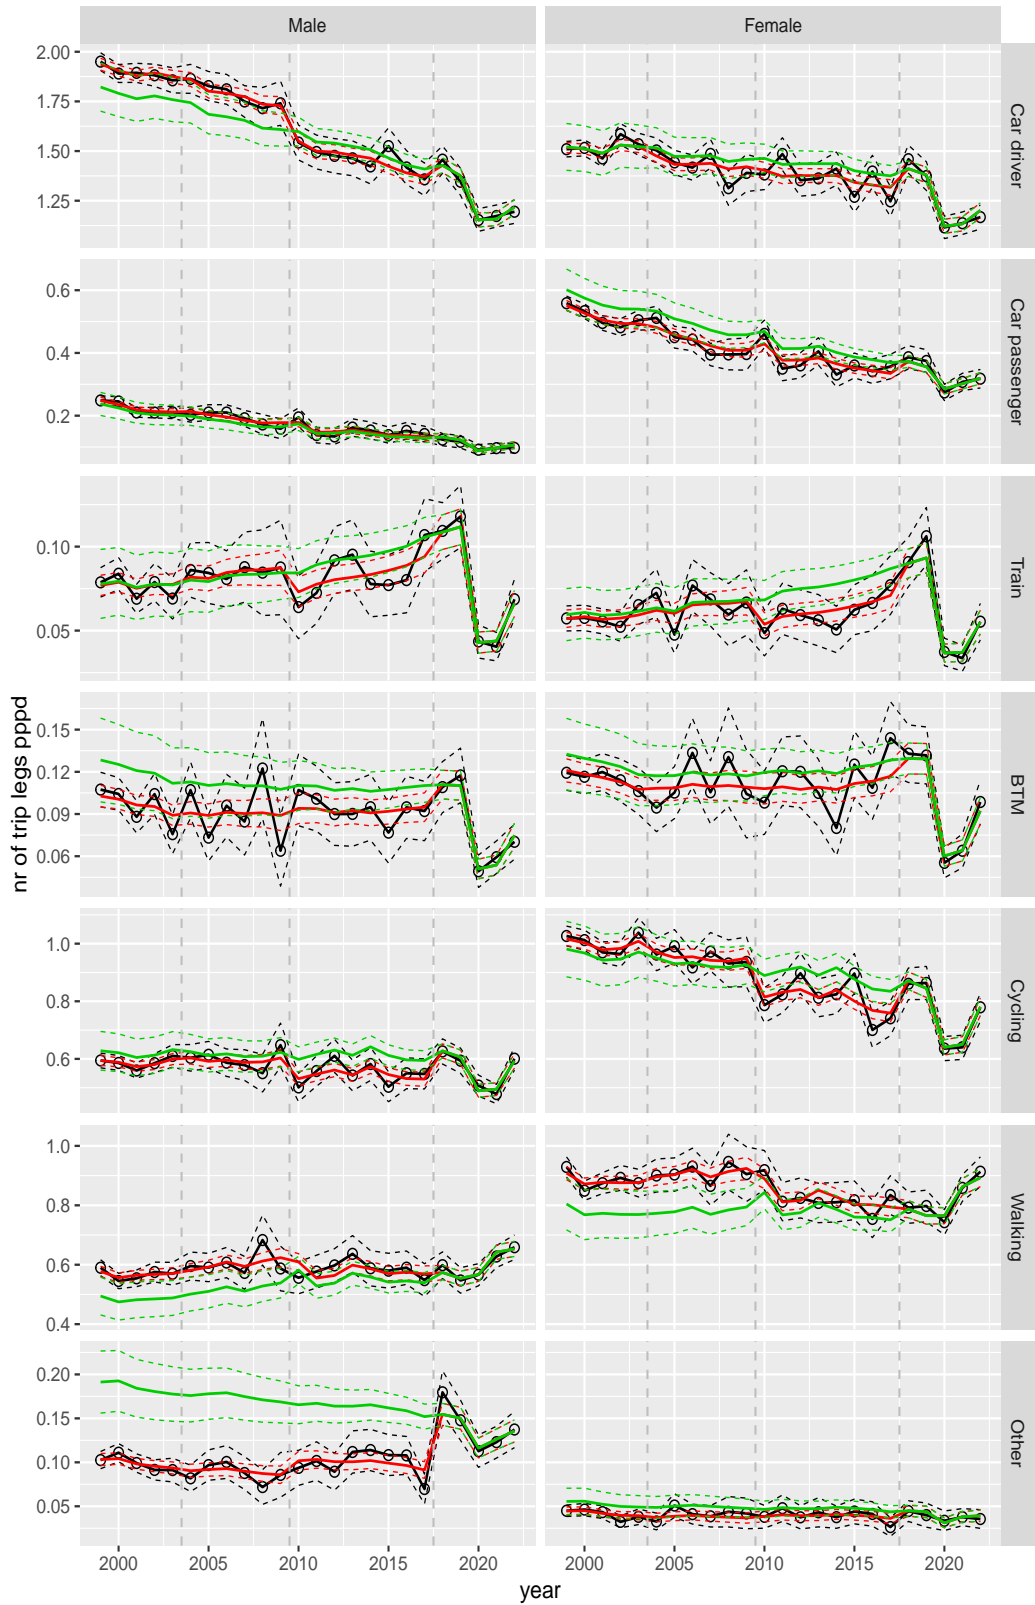 Male Female
2.00
1.75
1.50
1.25
Car driver
0.6
0.4
0.2
Car passenger
0.10
0.05
Train
0.15
0.12
0.09
0.06
BTM
nr of trip legs pppd
1.0
0.8
0.6
Cycling
1.0
0.8
0.6
0.4
Walking
0.20
0.15
0.10
0.05
Other
2000 2005 2010 2015 2020 2000 2005 2010 2015 2020
year